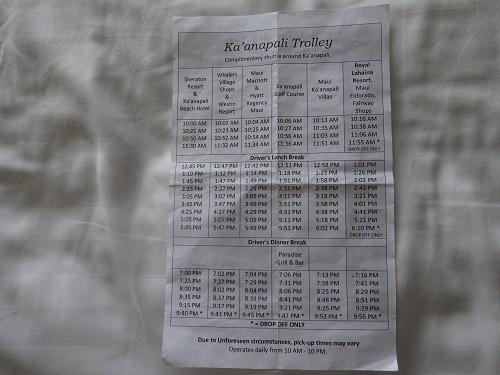 Ka'anapali Trolley
Complimentary shuttle around Ka'anapali.
Sheraton
Resort
&
Ka'anapali
Beach Hotel
Whalers
Village
Shops
&
Westin
Resort
Maui
Marriott
&
Hyatt
Regency
Maui
Ka'anapali
Golf Course
Maui
Ka'anapali
Villas
Royal
Lahaina
Resort,
Maui
Eldorado,
Fairway
Shops
10:00 AM 10:02 AM 10:04 AM 10:06 AM 10:13 AM 10:16 AM
10:21 AM 10:23 AM 10:25 AM 10:27 AM 10:35 AM 10:38 AM
10:50 AM 10:52 AM 10:54 AM 10:56 AM 11:03 AM 11:06 AM
11:30 AM 11:32 AM 11:34 AM 11:36 AM 11:51 AM 11:55 AM *
DROP OFF ONLY
Driver's Lunch Break
12:45 PM 12:47 PM 12:49 PM 12:51 PM 12:58 PM 1:01 PM
1:10 PM 1:12 PM 1:14 PM 1:18 PM 1:23 PM 1:26 PM
1:45 PM 1:47 PM 1:49 PM 1:51 PM 1:58 PM 2:02 PM
2:25 PM 2:27 PM 2:29 PM 2:31 PM 2:38 PM 2:42 PM
3:05 PM 3:07 PM 3:09 PM 3:11 PM 3:18 PM 3:21 PM
3:45 PM 3:47 PM 3:49 PM 3:51 PM 3:58 PM 4:01 PM
4:25 PM 4:27 PM 4:29 PM 4:31 PM 4:38 PM 4:41 PM
5:05 PM 5:07 PM 5:09 PM 5:11 PM 5:18 PM 5:21 PM
5:45 PM 5:47 PM 5:49 PM 5:51 PM 6:02 PM 6:10 PM *
DROP OFF ONLY
Driver's Dinner Break
Paradise
Grill & Bar
7:00 PM 7:02 PM 7:04 PM 7:06 PM 7:13 PM 7:16 PM
7:25 PM 7:27 PM 7:29 PM 7:31 PM 7:38 PM 7:41 PM
8:00 PM 8:02 PM 8:04 PM 8:06 PM 8:25 PM 8:29 PM
8:35 PM 8:37 PM 8:39 PM 8:41 PM 8:48 PM 8:51 PM
9:15 PM 9:17 PM 9:19 PM 9:21 PM 9:25 PM 9:29 PM
9:40 PM * 9:43 PM * 9:45 PM * 9:47 PM * 9:53 PM * 9:56 PM *
* = DROP OFF ONLY
Due to Unforeseen circumstances, pick-up times may vary
Operates daily from 10 AM - 10 PM.